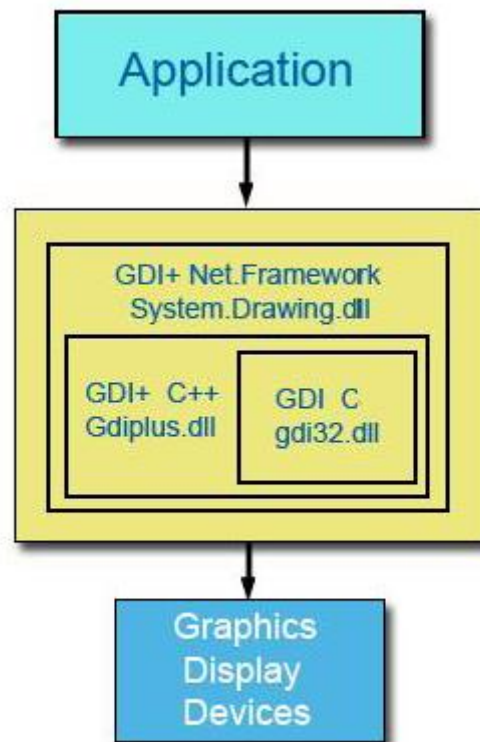 Application
GDI+ Net.Framework
System.Drawing.dll
GDI+ C++
Gdiplus.dll
GDI C
gdi32.dll
Graphics
Display
Devices